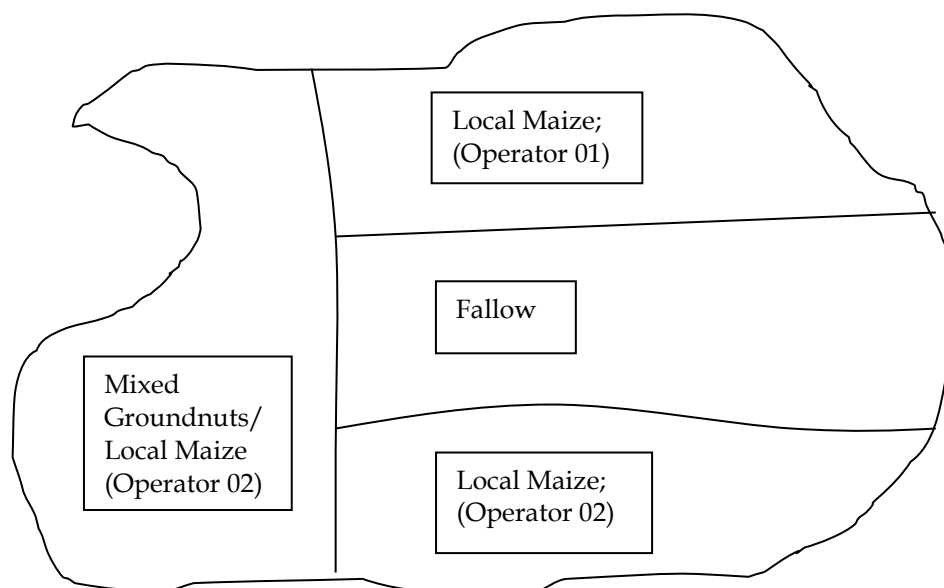 Local Maize;
(Operator 01)
Fallow
Mixed
Groundnuts/
Local Maize
(Operator 02)
Local Maize;
(Operator 02)